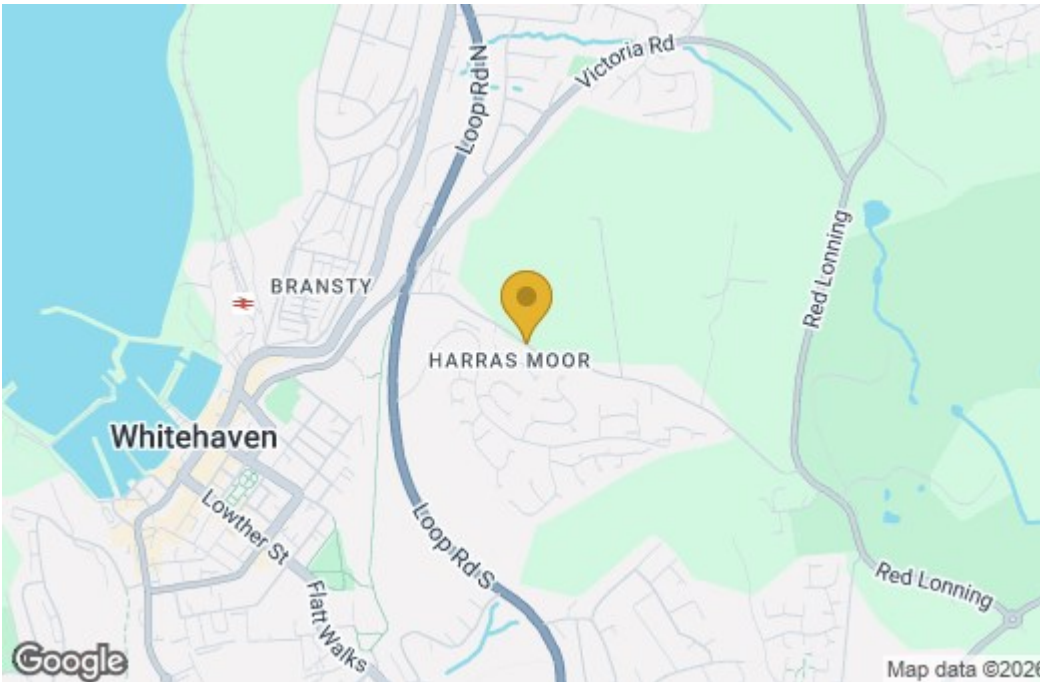 Loop Rd N
Victoria Rd
Red Lonning
BRANSTY
HARRAS MOOR
Whitehaven
Lowther St
Loop Rd S
Flatt Walks
Red Lonning
Google
Map data ©2026